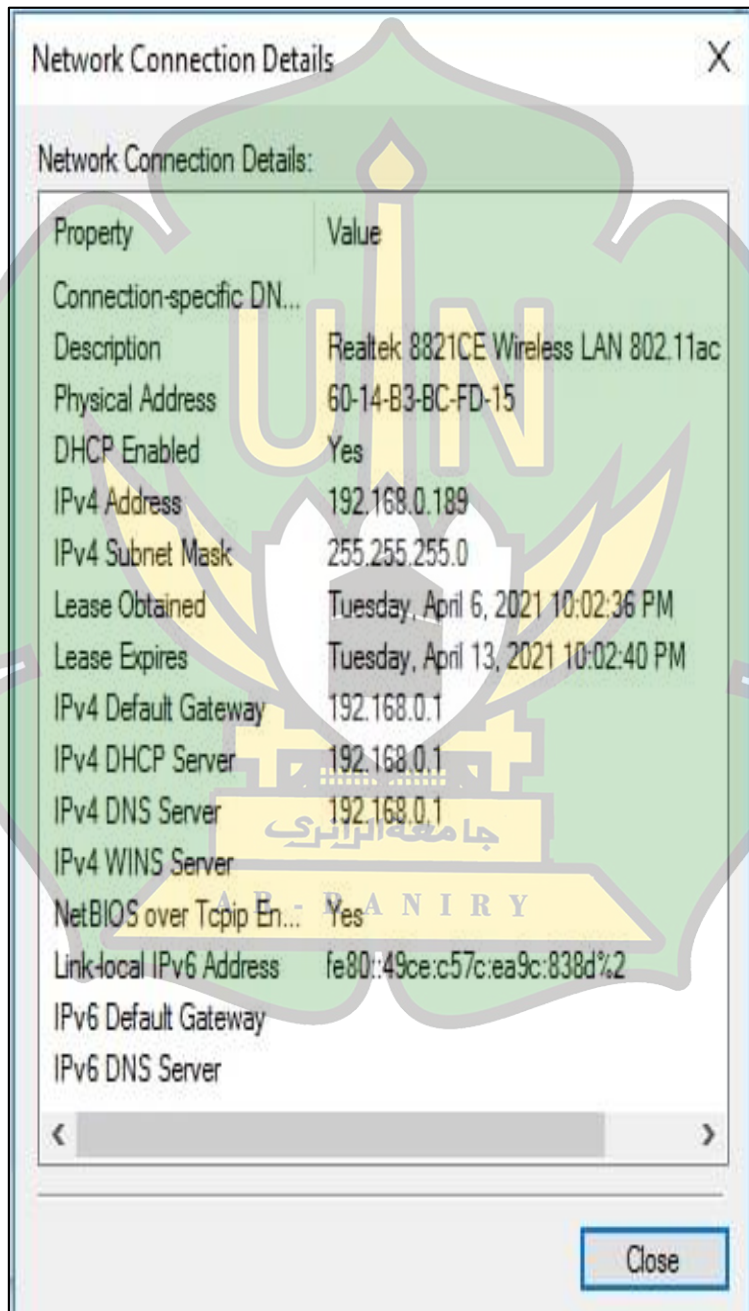 Network Connection Details
X
Network Connection Details:
Property Value
Connection-specific DN...
Description Realtek 8821CE Wireless LAN 802.11ac
Physical Address 60-14-B3-BC-FD-15
DHCP Enabled Yes
IPv4 Address 192.168.0.189
IPv4 Subnet Mask 255.255.255.0
Lease Obtained Tuesday, April 6, 2021 10:02:36 PM
Lease Expires Tuesday, April 13, 2021 10:02:40 PM
IPv4 Default Gateway 192.168.0.1
IPv4 DHCP Server 192.168.0.1
IPv4 DNS Server 192.168.0.1
IPv4 WINS Server
NetBIOS over Tcpip En... Yes
Link-local IPv6 Address fe80::49ce:c57c:ea9c:838d%2
IPv6 Default Gateway
IPv6 DNS Server
Close
UIN
جامعة الرانري
AR-RANIRY